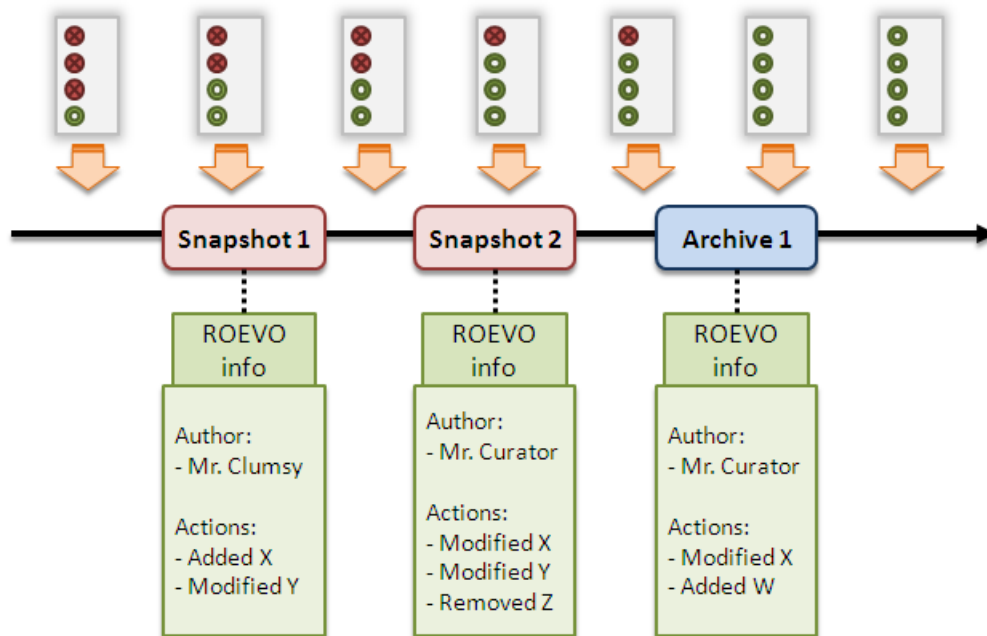 Snapshot 1
Snapshot 2
Archive 1
ROEVO
info
ROEVO
info
ROEVO
info
Author:
- Mr. Clumsy
Actions:
- Added X
- Modified Y
Author:
- Mr. Curator
Actions:
- Modified X
- Modified Y
- Removed Z
Author:
- Mr. Curator
Actions:
- Modified X
- Added W